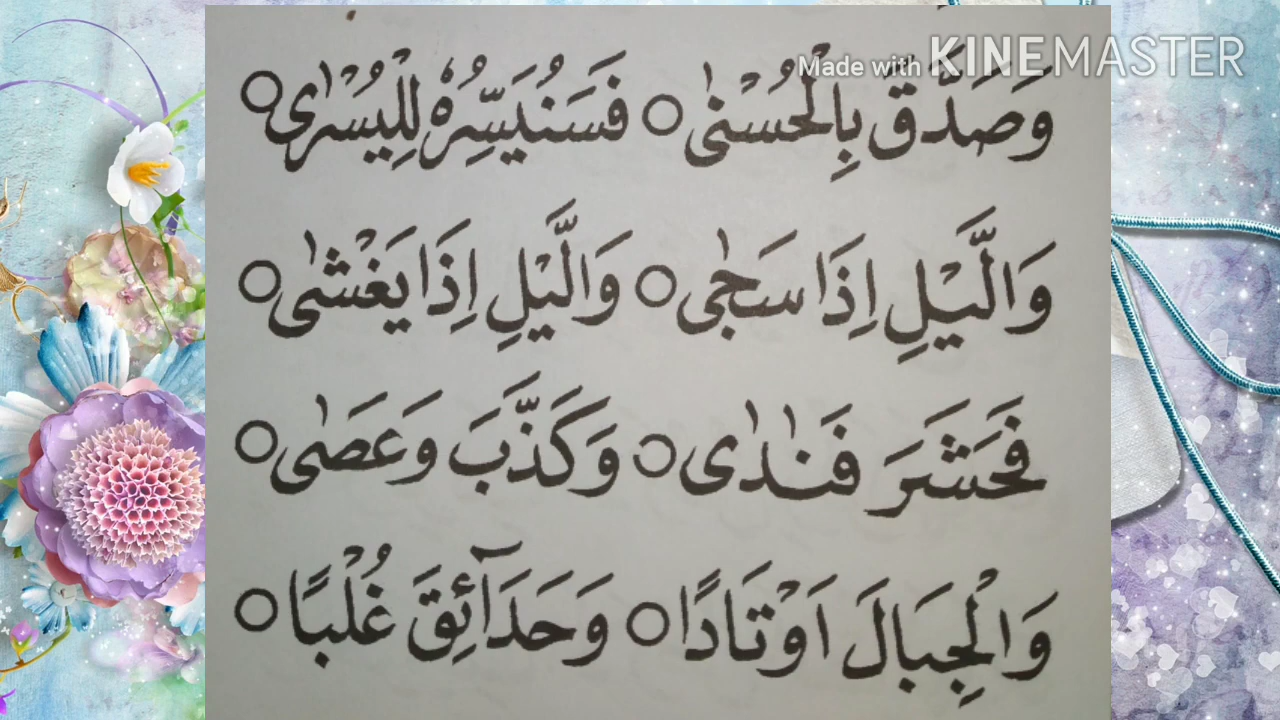 Made with KINEMASTER
وَصَدَّقَ بِالْحُسْنٰى ○ فَسَنُيَسِّرُهٗ لِلْيُسْرٰى ○
وَالَّيْلِ اِذَا سَجٰى ○ وَالَّيْلِ اِذَا يَغْشٰى ○
فَحَشَرَ فَنَادٰى ○ وَكَذَّبَ وَعَصٰى ○
وَالْجِبَالَ اَوْتَادًا ○ وَحَدَآئِقَ غُلْبًا ○